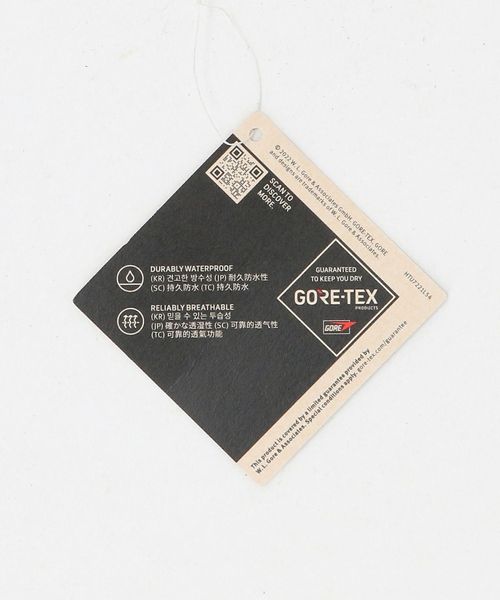 SCAN TO
DISCOVER
MORE.
© 2022 W. L. Gore & Associates GmbH. GORE-TEX, GORE
and designs are trademarks of W. L. Gore & Associates.
DURABLY WATERPROOF
(KR) 견고한 방수성 (JP) 耐久防水性
(SC) 持久防水 (TC) 持久防水
RELIABLY BREATHABLE
(KR) 믿을 수 있는 투습성
(JP) 確かな透湿性 (SC) 可靠的透气性
(TC) 可靠的透氣功能
GUARANTEED
TO KEEP YOU DRY
GORE-TEX
PRODUCTS
GORE
This product is covered by a limited guarantee provided by
W. L. Gore & Associates. Special conditions apply. gore-tex.com/guarantee